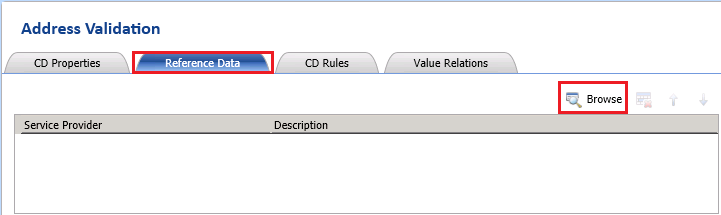 Address Validation
CD Properties Reference Data CD Rules Value Relations
Browse
Service Provider Description